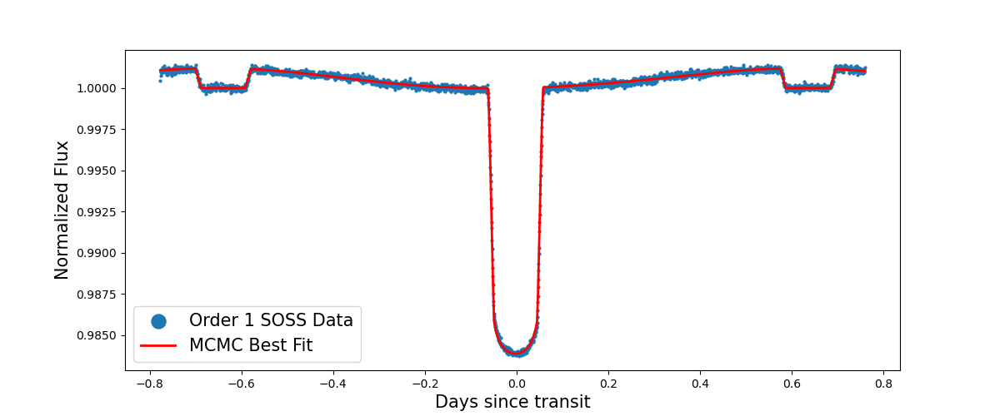 Normalized Flux
1.0000
0.9975
0.9950
0.9925
0.9900
0.9875
0.9850
Order 1 SOSS Data
MCMC Best Fit
−0.8 −0.6 −0.4 −0.2 0.0 0.2 0.4 0.6 0.8
Days since transit